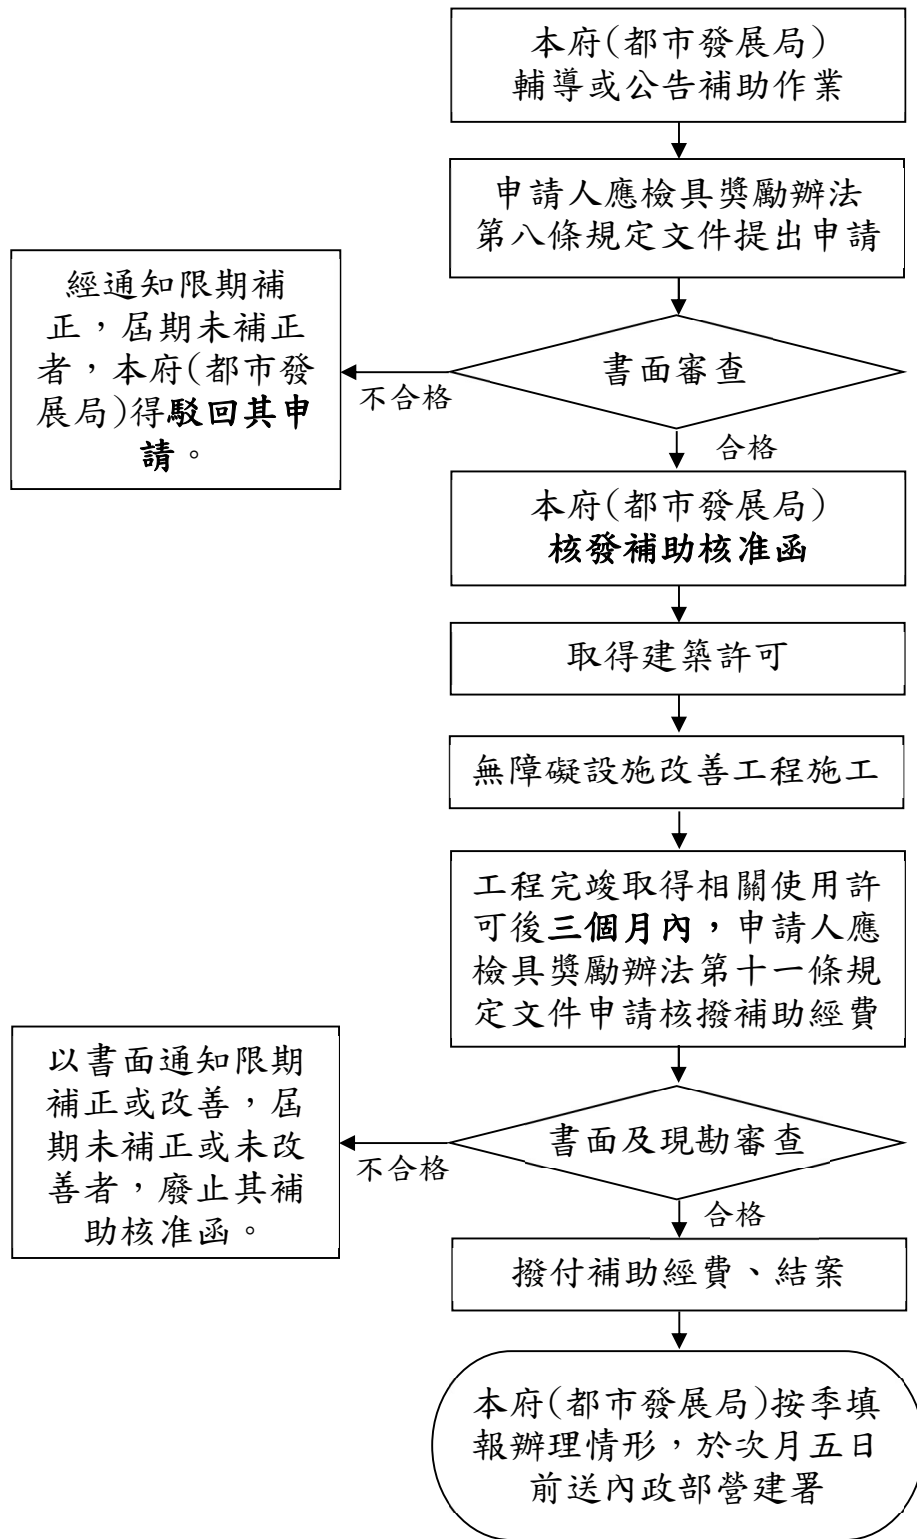 本府(都市發展局)
輔導或公告補助作業
申請人應檢具獎勵辦法
第八條規定文件提出申請
經通知限期補
正，屆期未補正
者，本府(都市發
展局)得駁回其申
請。
不合格
書面審查
合格
本府(都市發展局)
核發補助核准函
取得建築許可
無障礙設施改善工程施工
工程完竣取得相關使用許
可後三個月內，申請人應
檢具獎勵辦法第十一條規
定文件申請核撥補助經費
以書面通知限期
補正或改善，屆
期未補正或未改
善者，廢止其補
助核准函。
不合格
書面及現勘審查
合格
撥付補助經費、結案
本府(都市發展局)按季填
報辦理情形，於次月五日
前送內政部營建署